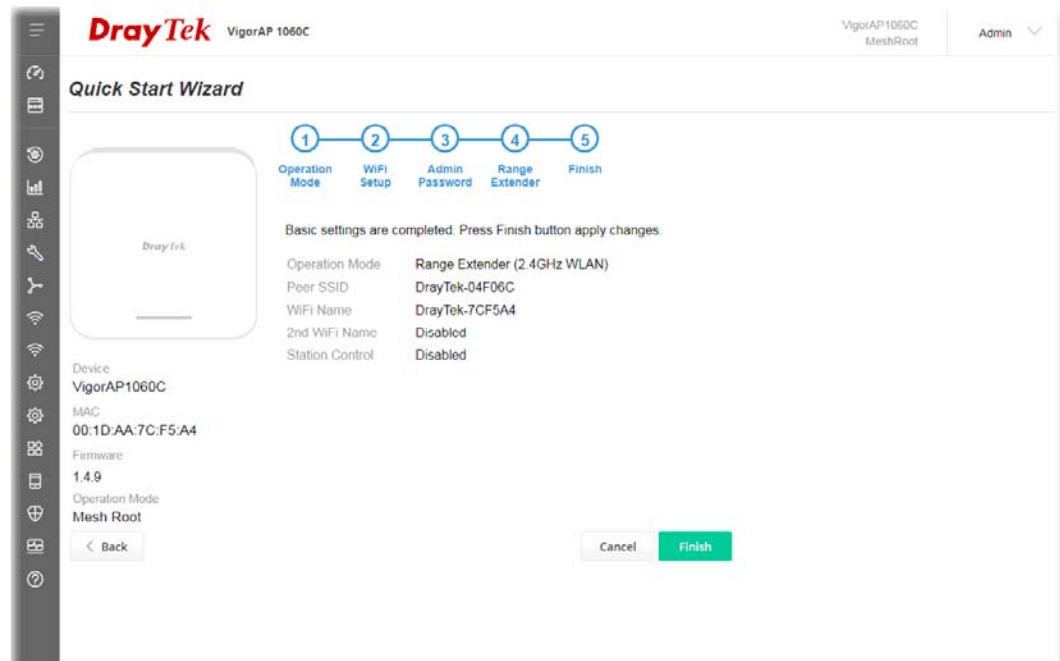 DrayTek VigorAP 1060C
VigorAP1060C
MeshRoot
Admin
Quick Start Wizard
1 2 3 4 5
Operation Mode
WiFi Setup
Admin Password
Range Extender
Finish
DrayTek
Basic settings are completed. Press Finish button apply changes.
Operation Mode Range Extender (2.4GHz WLAN)
Peer SSID DrayTek-04F06C
WiFi Name DrayTek-7CF5A4
2nd WiFi Name Disabled
Station Control Disabled
Device
VigorAP1060C
MAC
00:1D:AA:7C:F5:A4
Firmware
1.4.9
Operation Mode
Mesh Root
< Back
Cancel
Finish